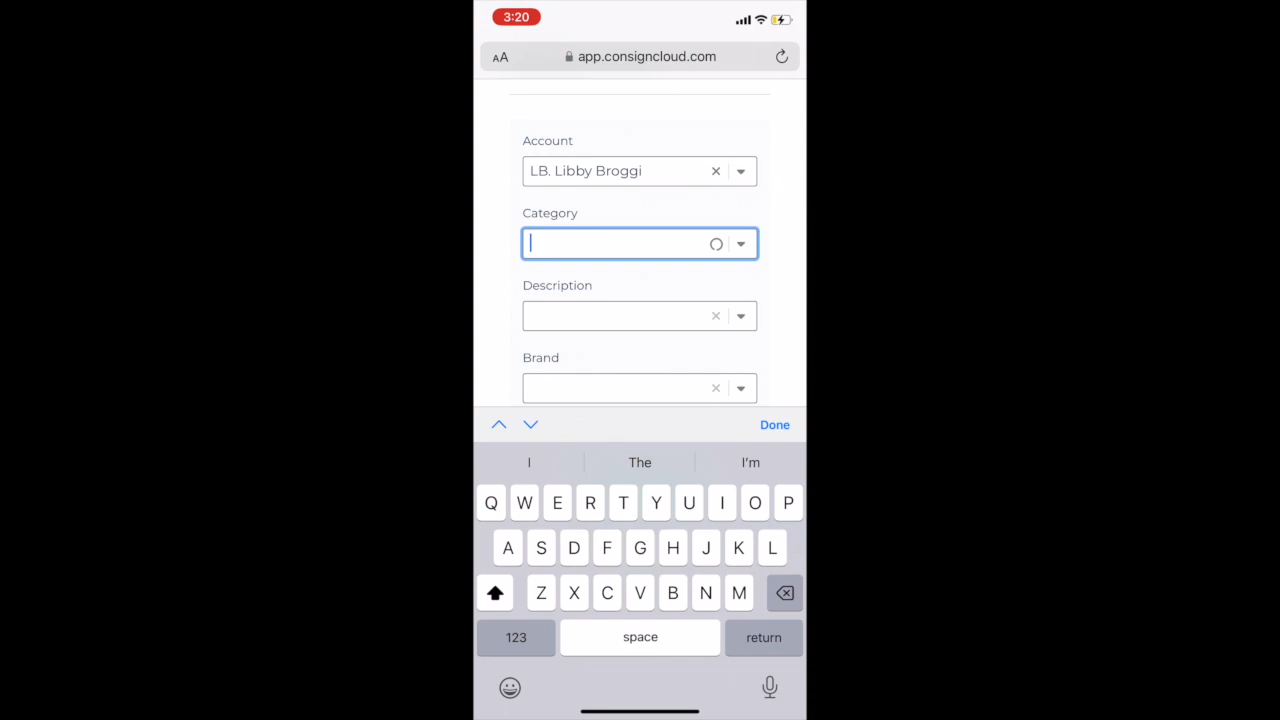 3:20
AA app.consigncloud.com
Account
LB. Libby Broggi
Category
Description
Brand
Done
I The I'm
Q W E R T Y U I O P
A S D F G H J K L
Z X C V B N M
123 space return